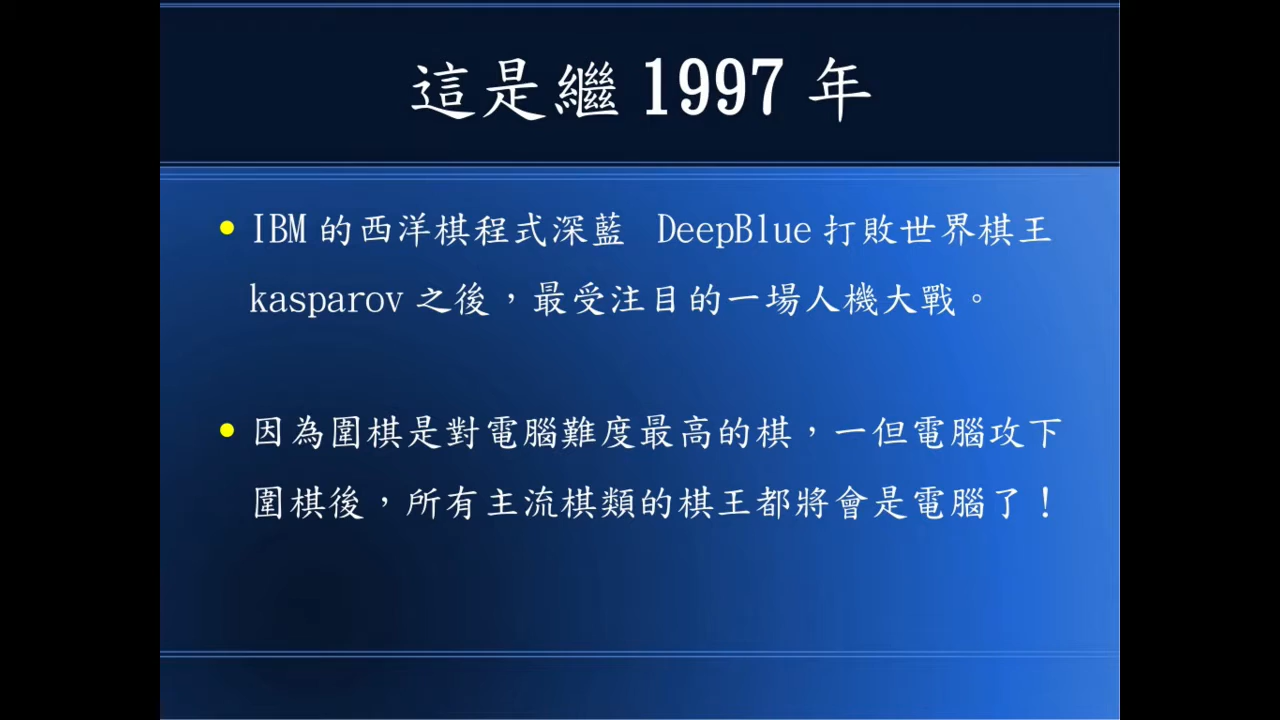 這是繼 1997 年
IBM 的西洋棋程式深藍 DeepBlue 打敗世界棋王
kasparov 之後，最受注目的一場人機大戰。
因為圍棋是對電腦難度最高的棋，一但電腦攻下
圍棋後，所有主流棋類的棋王都將會是電腦了！